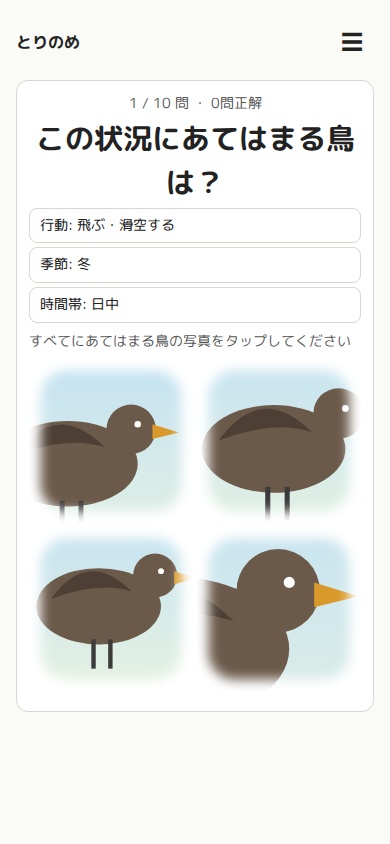 とりのめ
1 / 10 問 ・ 0問正解
この状況にあてはまる鳥
は？
行動: 飛ぶ・滑空する
季節: 冬
時間帯: 日中
すべてにあてはまる鳥の写真をタップしてください